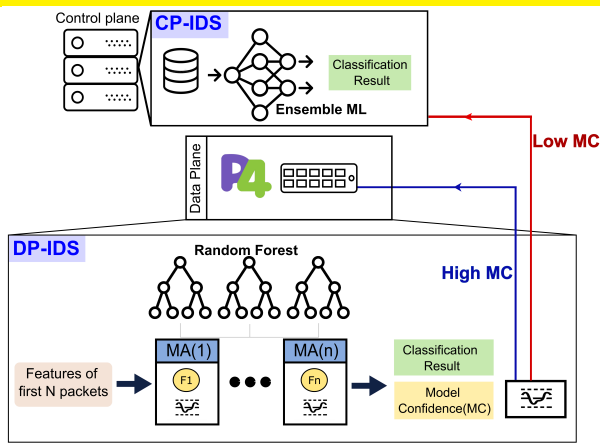 Control plane
CP-IDS
Classification
Result
Ensemble ML
Low MC
Data Plane
P4
DP-IDS
Random Forest
High MC
MA(1)
MA(n)
F1
Fn
Features of
first N packets
Classification
Result
Model
Confidence(MC)